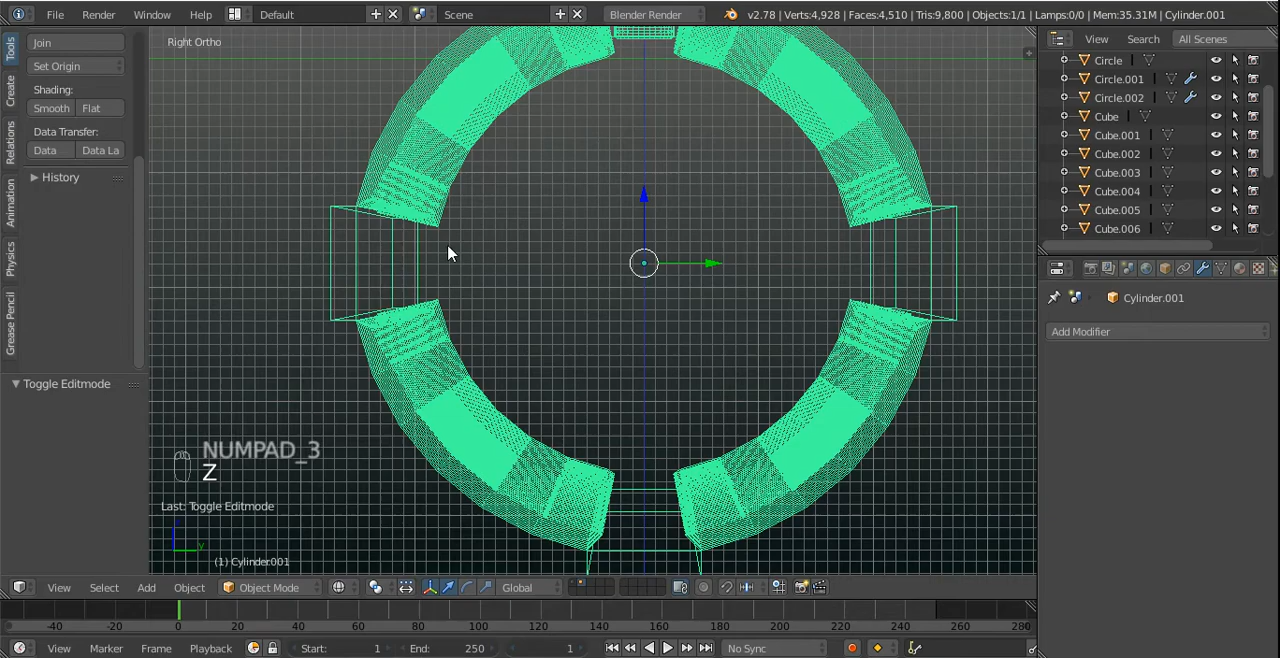 File Render Window Help Default Scene Blender Render v2.78 | Verts:4,928 | Faces:4,510 | Tris:9,800 | Objects:1/1 | Lamps:0/0 | Mem:35.31M | Cylinder.001
Tools
Create
Relations
Animation
Physics
Grease Pencil
Join
Set Origin
Shading:
Smooth Flat
Data Transfer:
Data Data La
History
Toggle Editmode
Right Ortho
NUMPAD_3
Z
Last: Toggle Editmode
y
(1) Cylinder.001
View Search All Scenes
Circle
Circle.001
Circle.002
Cube
Cube.001
Cube.002
Cube.003
Cube.004
Cube.005
Cube.006
Cylinder.001
Add Modifier
View Select Add Object Object Mode Global
-40 -20 0 20 40 60 80 100 120 140 160 180 200 220 240 260 280
View Marker Frame Playback Start: 1 End: 250 1 No Sync